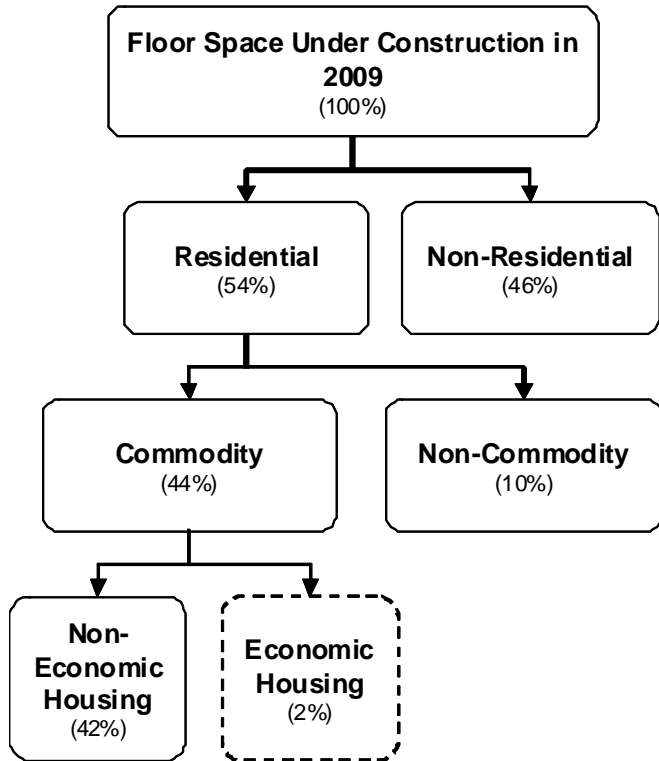 Floor Space Under Construction in
2009
(100%)
Residential
(54%)
Non-Residential
(46%)
Commodity
(44%)
Non-Commodity
(10%)
Non-
Economic
Housing
(42%)
Economic
Housing
(2%)